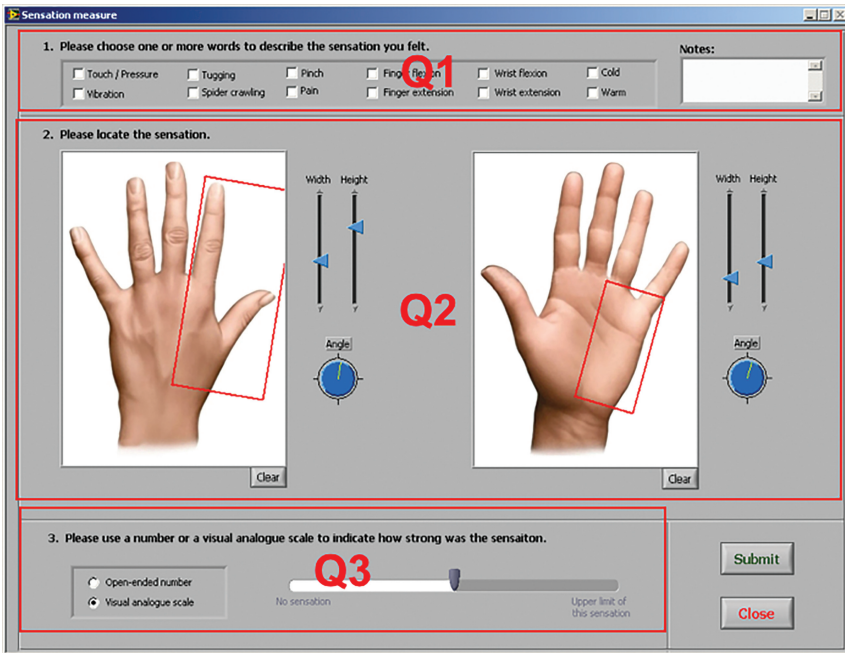 Sensation measure
1. Please choose one or more words to describe the sensation you felt.
Notes:
Touch / Pressure Tugging Pinch Finger flexion Wrist flexion Cold
Vibration Spider crawling Pain Finger extension Wrist extension Warm
Q1
2. Please locate the sensation.
Width Height
Width Height
Q2
Angle
Angle
Clear
Clear
3. Please use a number or a visual analogue scale to indicate how strong was the sensaiton.
Q3
Open-ended number
Visual analogue scale
No sensation
Upper limit of
this sensation
Submit
Close